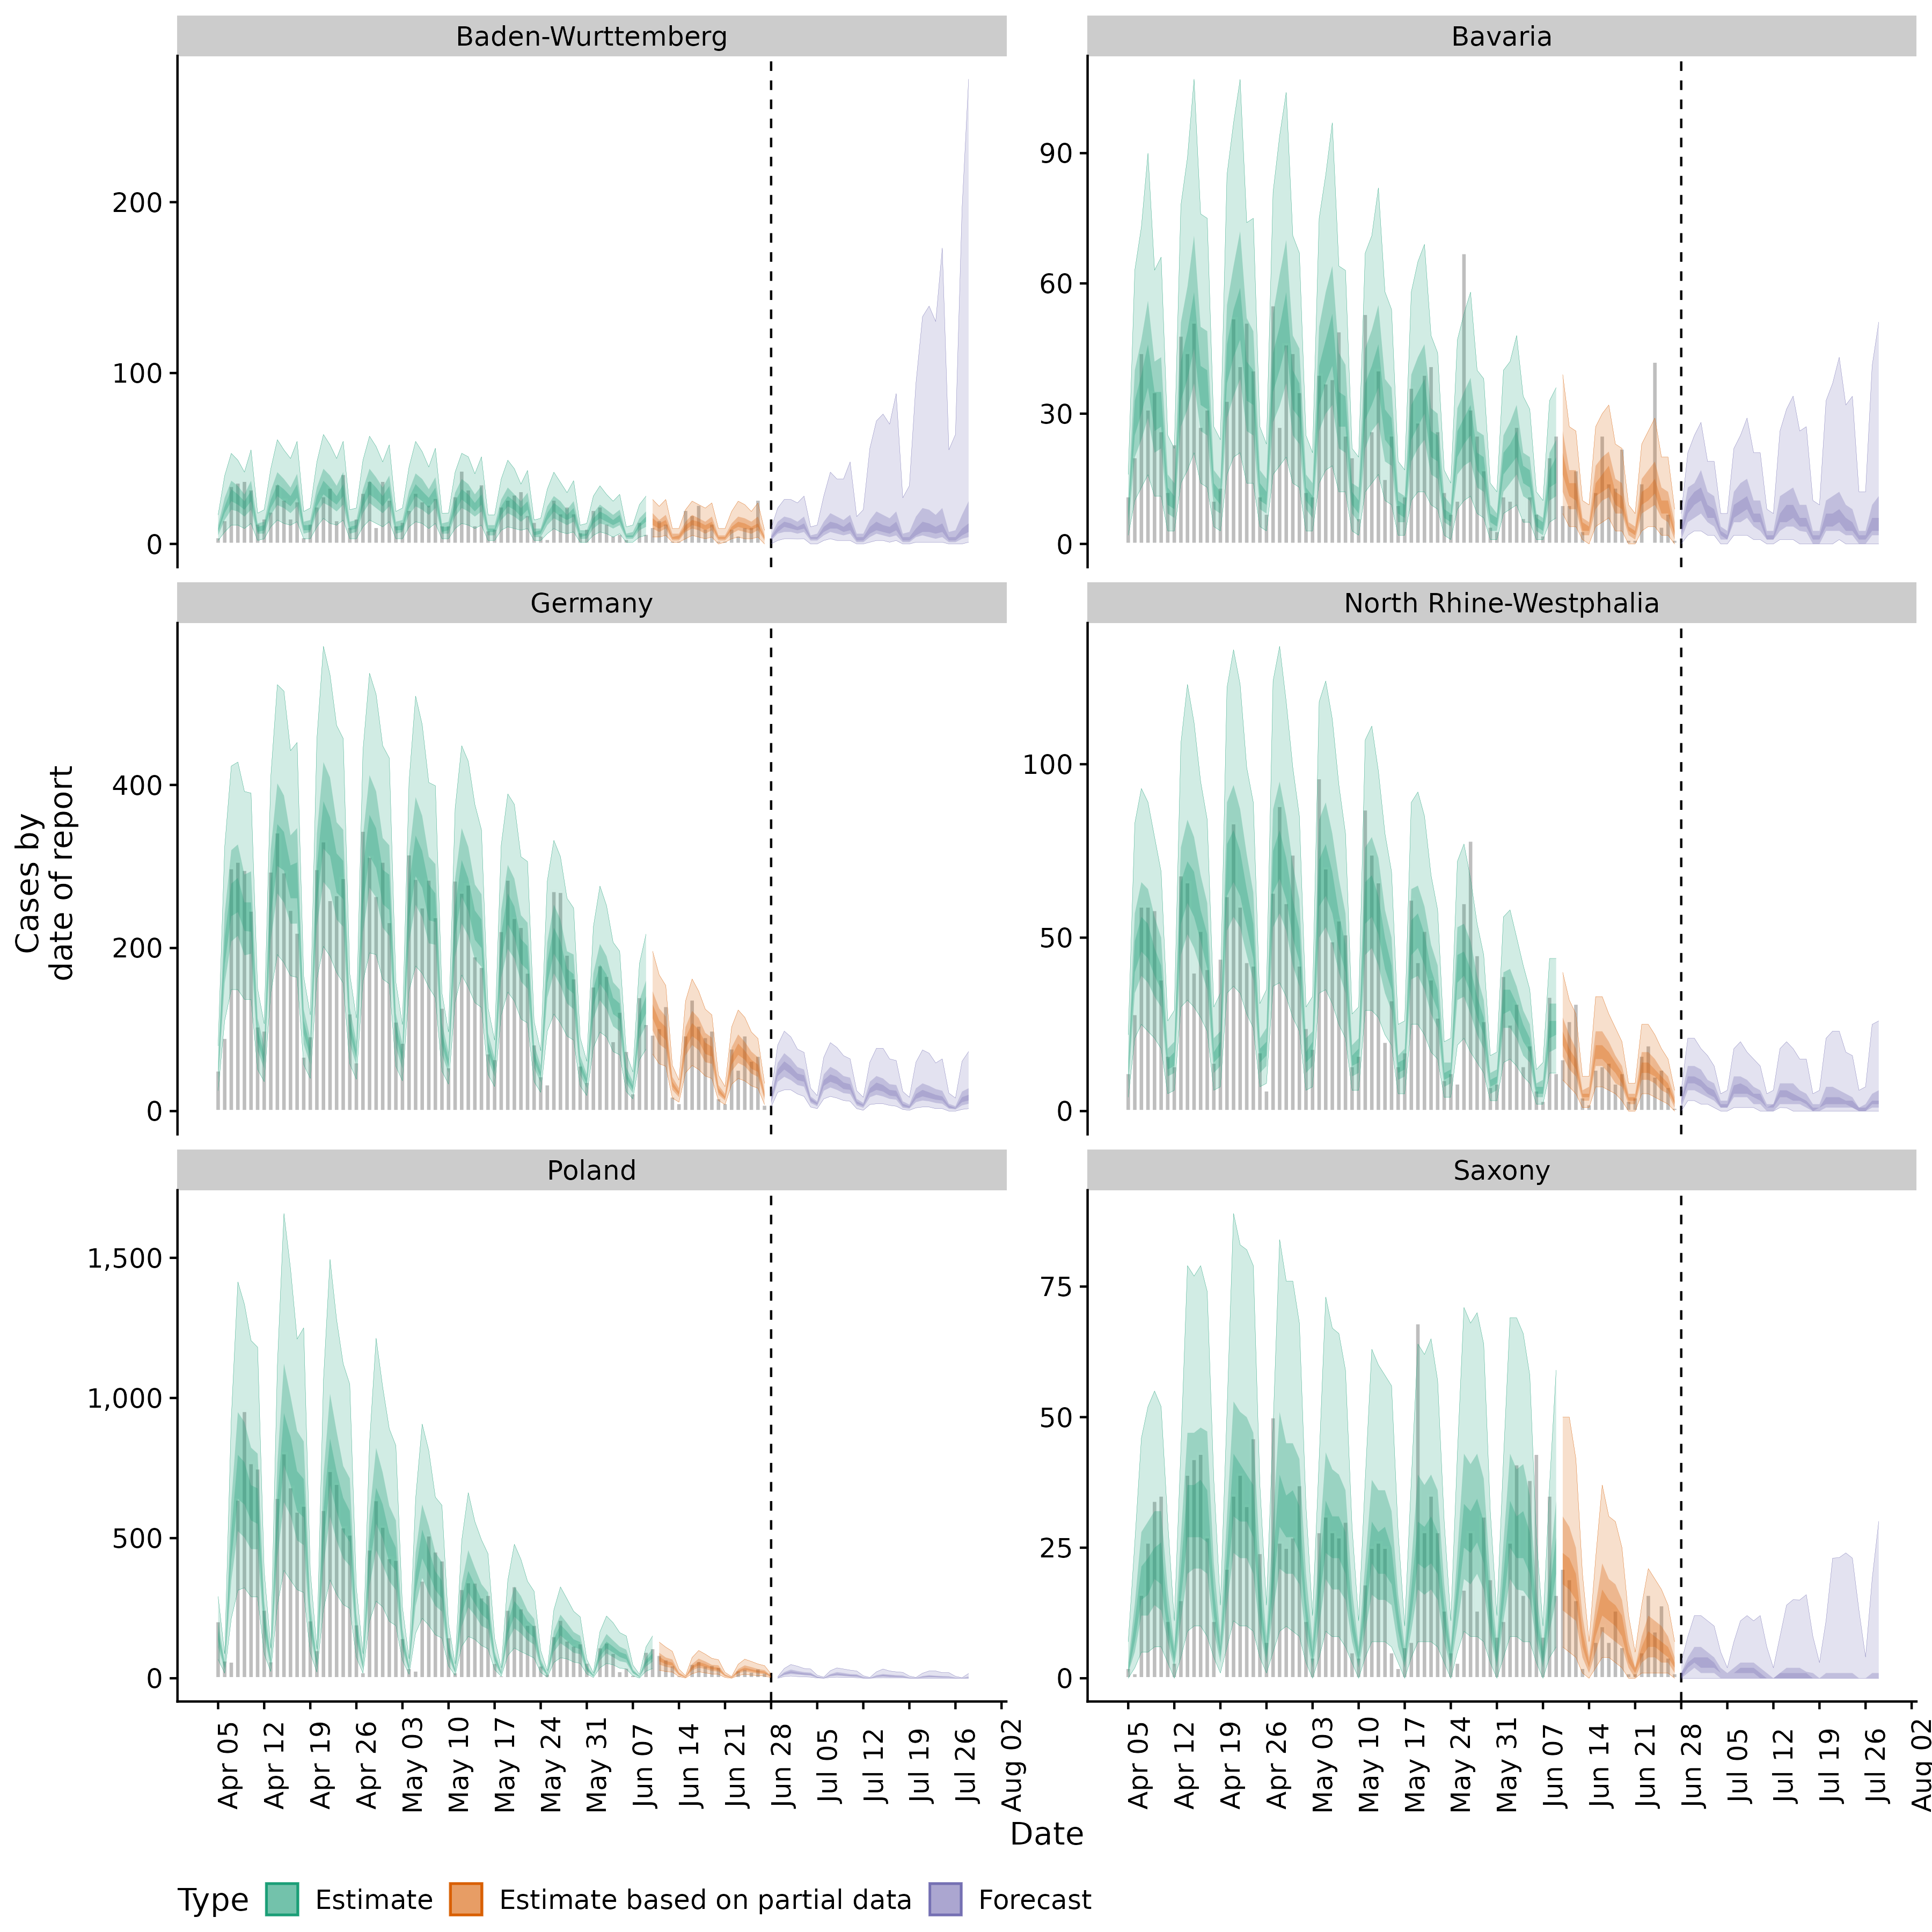 Baden-Wurttemberg
Bavaria
200
100
0
90
60
30
0
Germany
North Rhine-Westphalia
400
200
0
100
50
0
Poland
Saxony
1,500
1,000
500
0
75
50
25
0
Cases by
date of report
Apr 05
Apr 12
Apr 19
Apr 26
May 03
May 10
May 17
May 24
May 31
Jun 07
Jun 14
Jun 21
Jun 28
Jul 05
Jul 12
Jul 19
Jul 26
Aug 02
Apr 05
Apr 12
Apr 19
Apr 26
May 03
May 10
May 17
May 24
May 31
Jun 07
Jun 14
Jun 21
Jun 28
Jul 05
Jul 12
Jul 19
Jul 26
Aug 02
Date
Type Estimate Estimate based on partial data Forecast